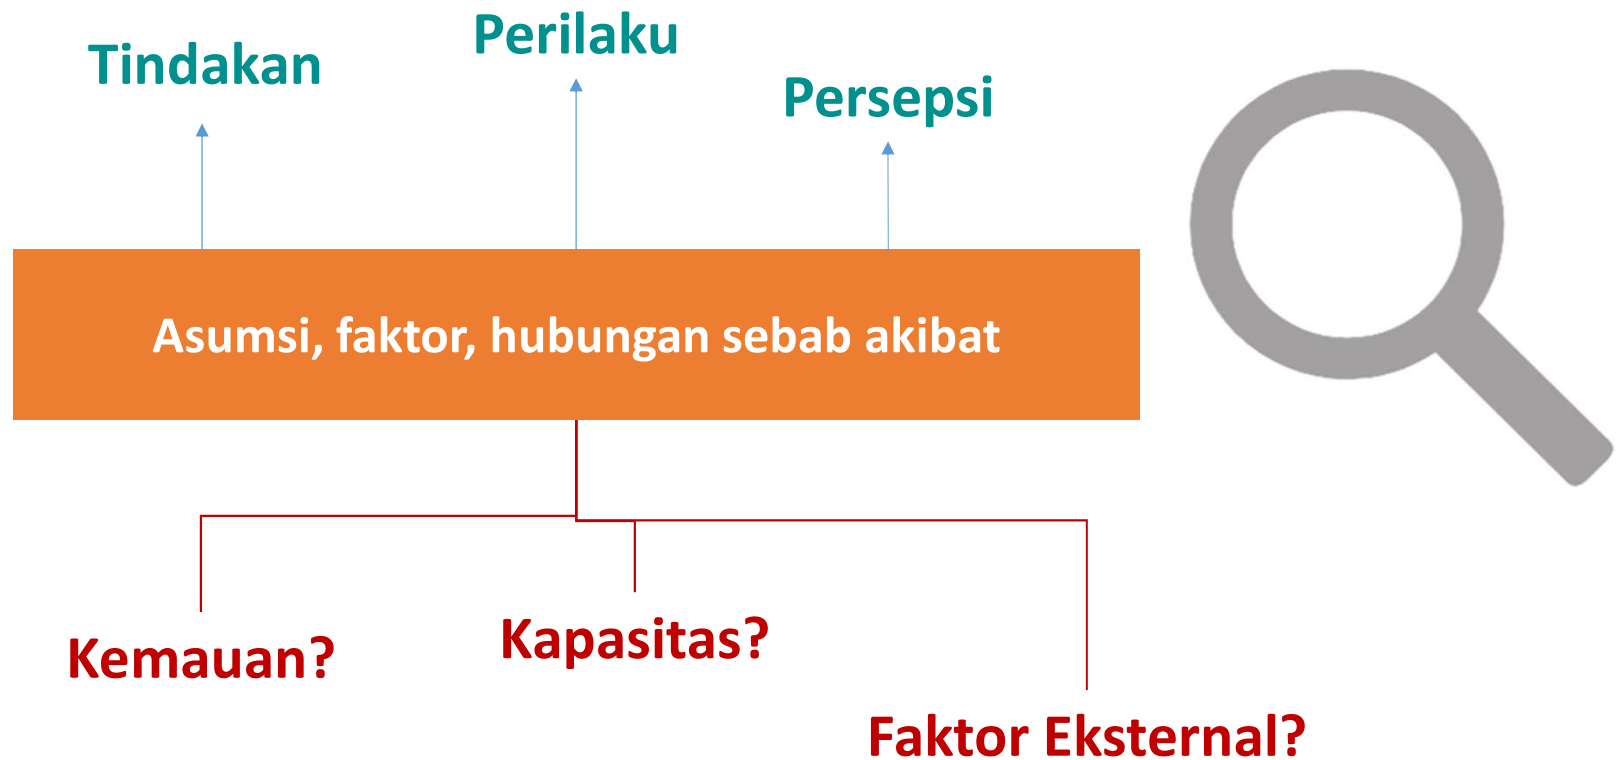 Tindakan
Perilaku
Persepsi
Asumsi, faktor, hubungan sebab akibat
Kemauan?
Kapasitas?
Faktor Eksternal?